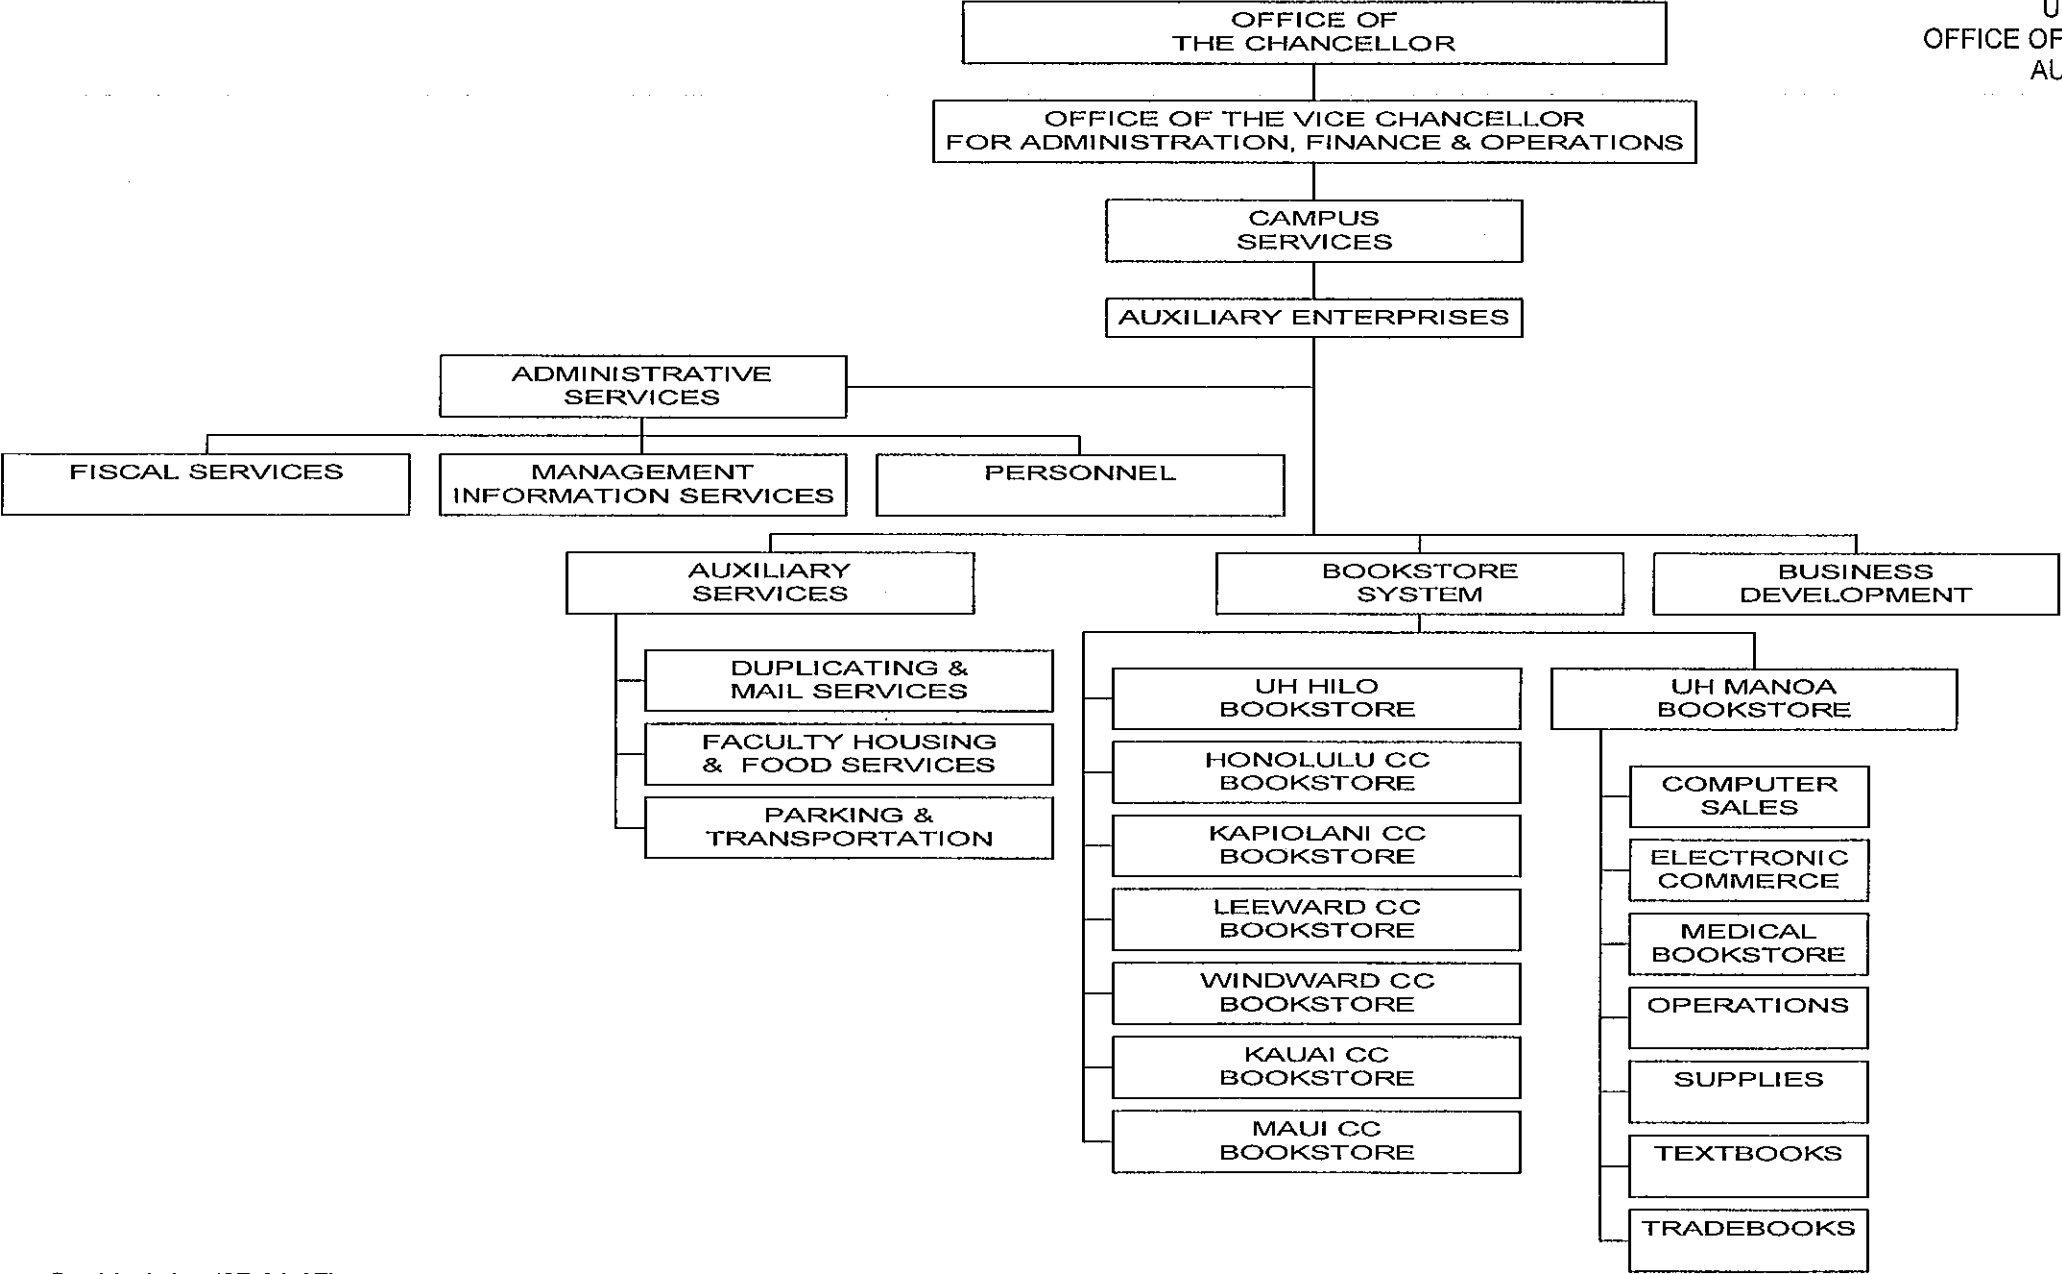 OFFICE OF
THE CHANCELLOR
U
OFFICE OF
AU
OFFICE OF THE VICE CHANCELLOR
FOR ADMINISTRATION, FINANCE & OPERATIONS
CAMPUS
SERVICES
AUXILIARY ENTERPRISES
ADMINISTRATIVE
SERVICES
FISCAL SERVICES
MANAGEMENT
INFORMATION SERVICES
PERSONNEL
AUXILIARY
SERVICES
BOOKSTORE
SYSTEM
BUSINESS
DEVELOPMENT
DUPLICATING &
MAIL SERVICES
FACULTY HOUSING
& FOOD SERVICES
PARKING &
TRANSPORTATION
UH HILO
BOOKSTORE
HONOLULU CC
BOOKSTORE
KAPIOLANI CC
BOOKSTORE
LEEWARD CC
BOOKSTORE
WINDWARD CC
BOOKSTORE
KAUAI CC
BOOKSTORE
MAUI CC
BOOKSTORE
UH MANOA
BOOKSTORE
COMPUTER
SALES
ELECTRONIC
COMMERCE
MEDICAL
BOOKSTORE
OPERATIONS
SUPPLIES
TEXTBOOKS
TRADEBOOKS